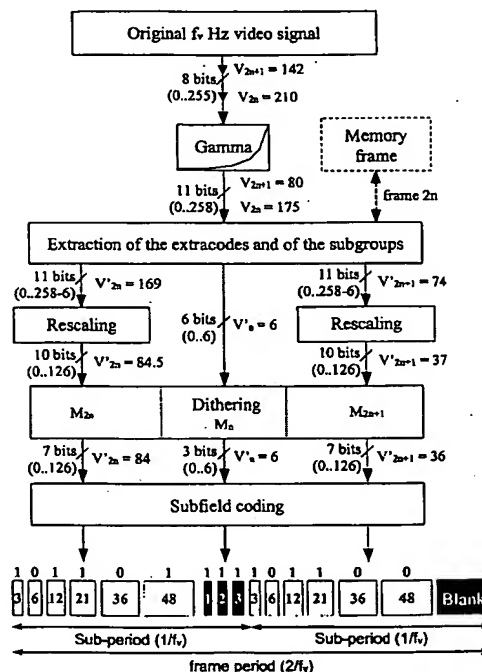 Original fᵥ Hz video signal
V₂ₙ₊₁ = 142
8 bits
(0..255)
V₂ₙ = 210
Gamma
Memory
frame
11 bits
(0..258)
V₂ₙ₊₁ = 80
V₂ₙ = 175
frame 2n
Extraction of the extracodes and of the subgroups
11 bits
(0..258-6)
V'₂ₙ = 169
6 bits
(0..6)
V'ₙ = 6
11 bits
(0..258-6)
V'₂ₙ₊₁ = 74
Rescaling
Rescaling
10 bits
(0..126)
V'₂ₙ = 84.5
10 bits
(0..126)
V'₂ₙ₊₁ = 37
M₂ₙ
Dithering
Mₙ
M₂ₙ₊₁
7 bits
(0..126)
V'₂ₙ = 84
3 bits
(0..6)
V'ₙ = 6
7 bits
(0..126)
V'₂ₙ₊₁ = 36
Subfield coding
1 0 1 1 0 1 1 1 1 1 0 1 1 0 0
3 6 12 21 36 48 1 2 3 3 6 12 21 36 48 Blank
Sub-period (1/fᵥ) Sub-period (1/fᵥ)
frame period (2/fᵥ)